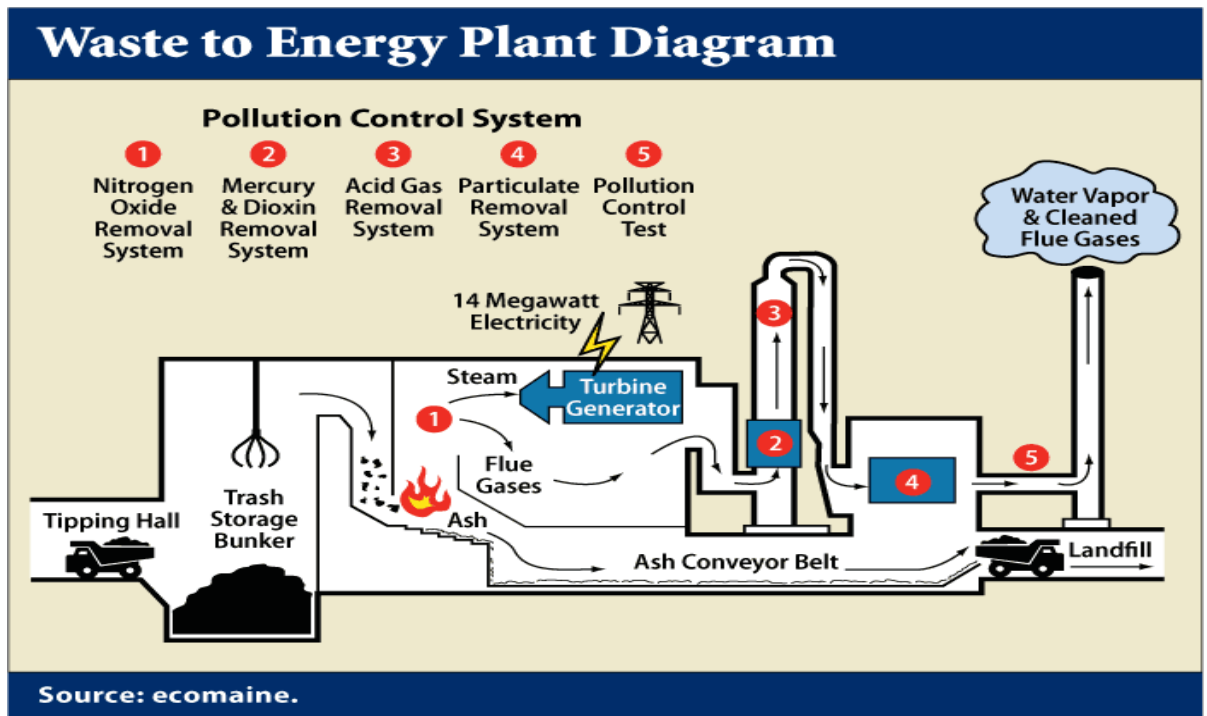 Waste to Energy Plant Diagram
Pollution Control System
1
Nitrogen
Oxide
Removal
System
2
Mercury
& Dioxin
Removal
System
3
Acid Gas
Removal
System
4
Particulate
Removal
System
5
Pollution
Control
Test
Water Vapor
& Cleaned
Flue Gases
14 Megawatt
Electricity
3
Steam
Turbine
Generator
1
2
Flue
Gases
5
4
Tipping Hall
Trash
Storage
Bunker
Ash
Ash Conveyor Belt
Landfill
Source: ecomaine.